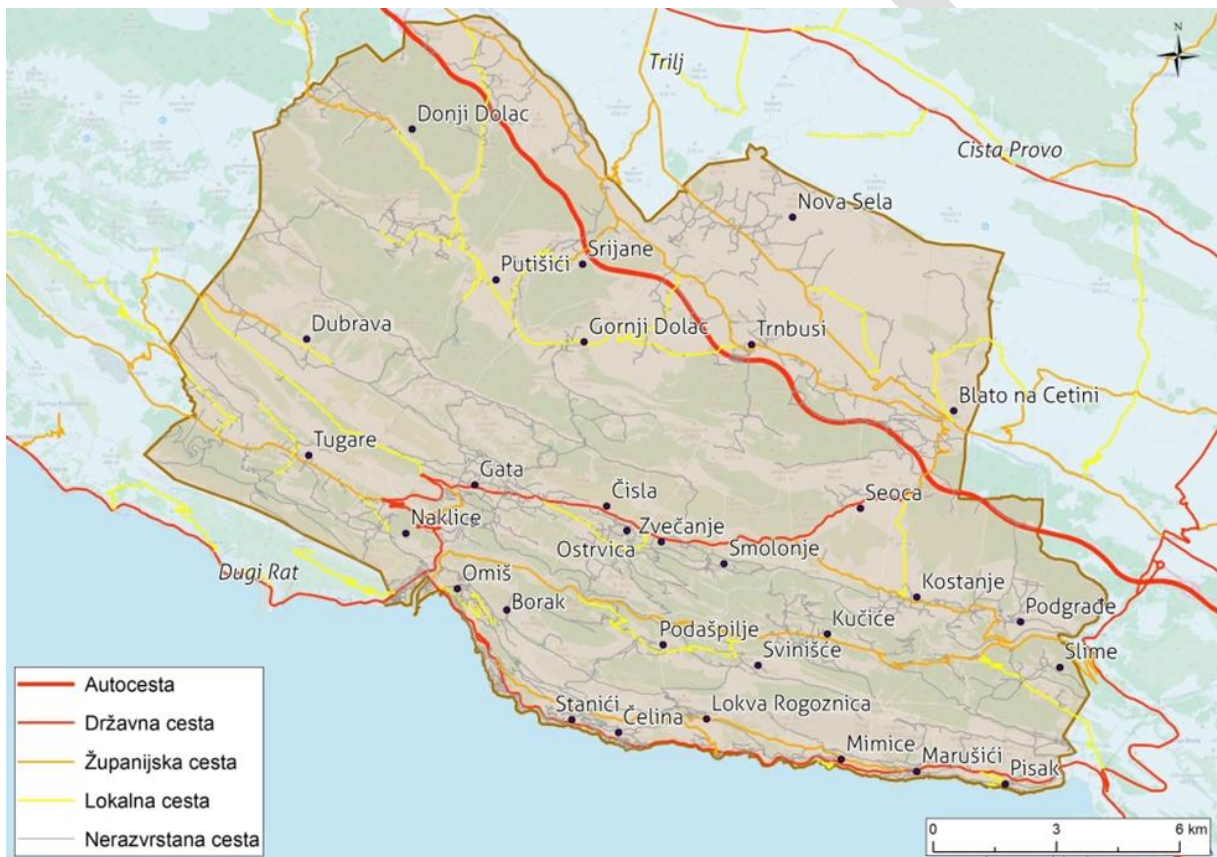 N
Trilj
Donji Dolac
Cista Provo
Nova Sela
Srijane
Putišići
Dubrava
Gornji Dolac
Trnbusi
Blato na Cetini
Tugare
Gata
Čisla
Seoca
Naklice
Zvečanje
Ostrvica
Smolonje
Dugi Rat
Omiš
Borak
Kostanje
Podgrađe
Kučiće
Podašpilje
Svinišće
Slime
Stanići
Čelina
Lokva Rogoznica
Mimice
Marušići
Pisak
Autocesta
Državna cesta
Županijska cesta
Lokalna cesta
Nerazvrstana cesta
0 3 6 km